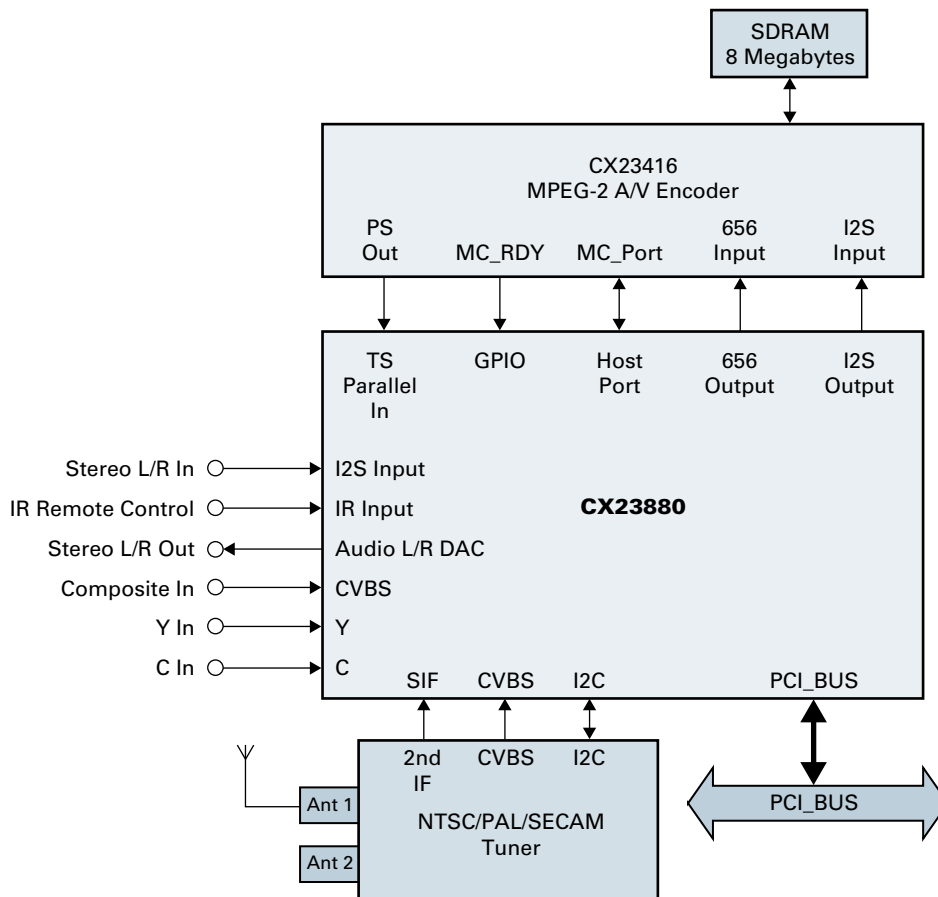 SDRAM
8 Megabytes
CX23416
MPEG-2 A/V Encoder
PS
Out
MC_RDY
MC_Port
656
Input
I2S
Input
TS
Parallel
In
GPIO
Host
Port
656
Output
I2S
Output
Stereo L/R In
I2S Input
IR Remote Control
IR Input
CX23880
Stereo L/R Out
Audio L/R DAC
Composite In
CVBS
Y In
Y
C In
C
SIF
CVBS
I2C
PCI_BUS
2nd
IF
CVBS
I2C
Ant 1
Ant 2
NTSC/PAL/SECAM
Tuner
PCI_BUS